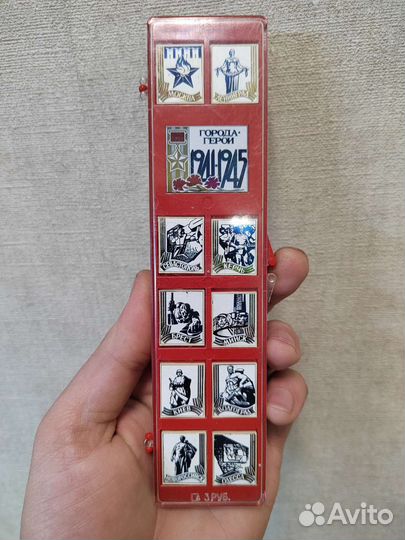 МОСКВА
ЛЕНИНГРАД
ГОРОДА-
ГЕРОИ
1941-1945
СЕВАСТОПОЛЬ
КЕРЧЬ
БРЕСТ
МИНСК
КИЕВ
ВОЛГОГРАД
НОВОРОССИЙСК
ОДЕССА
3 РУБ.
Avito